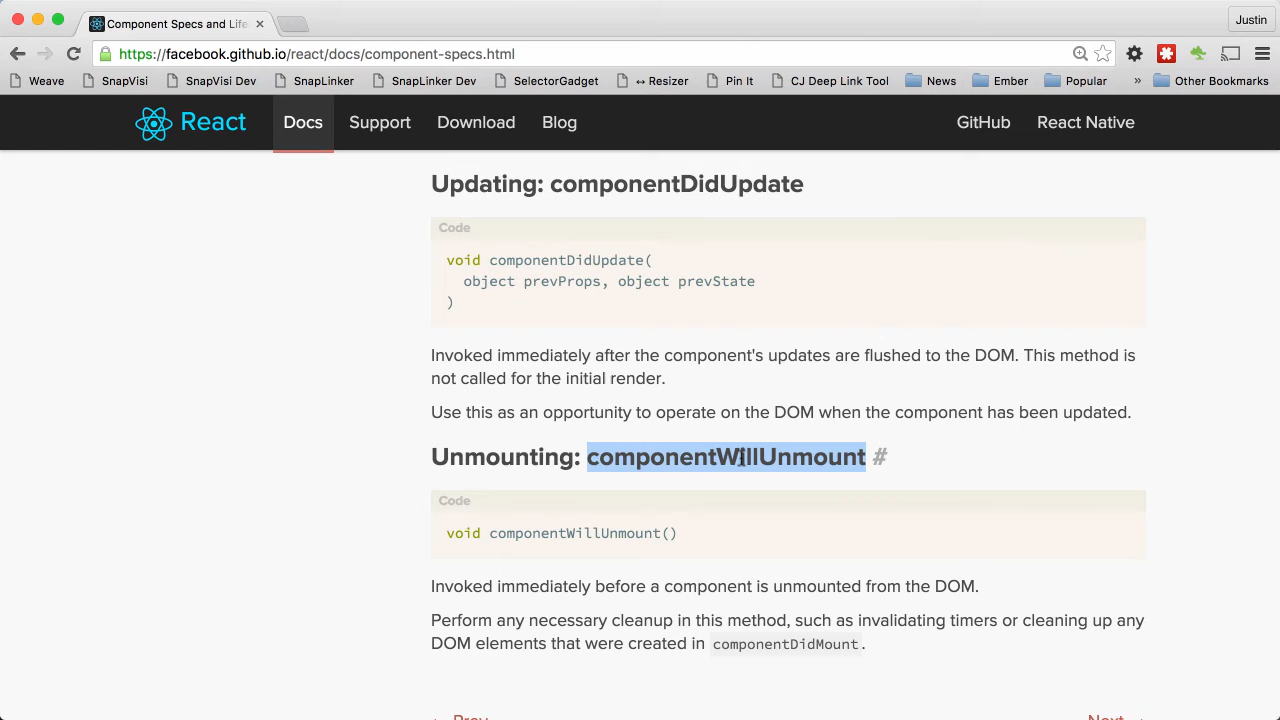 Component Specs and Life
Justin
https://facebook.github.io/react/docs/component-specs.html
Weave SnapVisi SnapVisi Dev SnapLinker SnapLinker Dev SelectorGadget ↔ Resizer Pin It CJ Deep Link Tool News Ember Popular » Other Bookmarks
React Docs Support Download Blog GitHub React Native
Updating: componentDidUpdate
Code
void componentDidUpdate(
object prevProps, object prevState
)
Invoked immediately after the component's updates are flushed to the DOM. This method is
not called for the initial render.
Use this as an opportunity to operate on the DOM when the component has been updated.
Unmounting: componentWillUnmount #
Code
void componentWillUnmount()
Invoked immediately before a component is unmounted from the DOM.
Perform any necessary cleanup in this method, such as invalidating timers or cleaning up any
DOM elements that were created in componentDidMount.
← Prev Next →